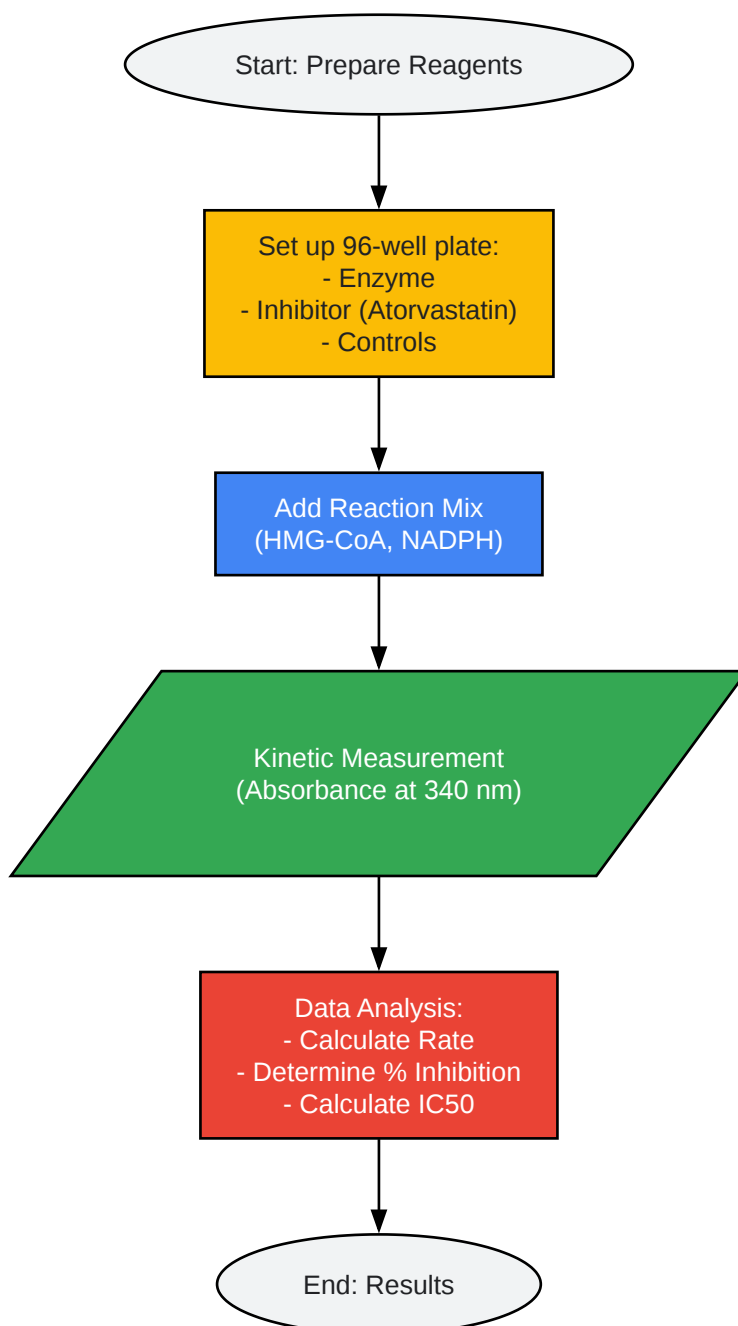 Start: Prepare Reagents
Set up 96-well plate:
- Enzyme
- Inhibitor (Atorvastatin)
- Controls
Add Reaction Mix
(HMG-CoA, NADPH)
Kinetic Measurement
(Absorbance at 340 nm)
Data Analysis:
- Calculate Rate
- Determine % Inhibition
- Calculate IC50
End: Results